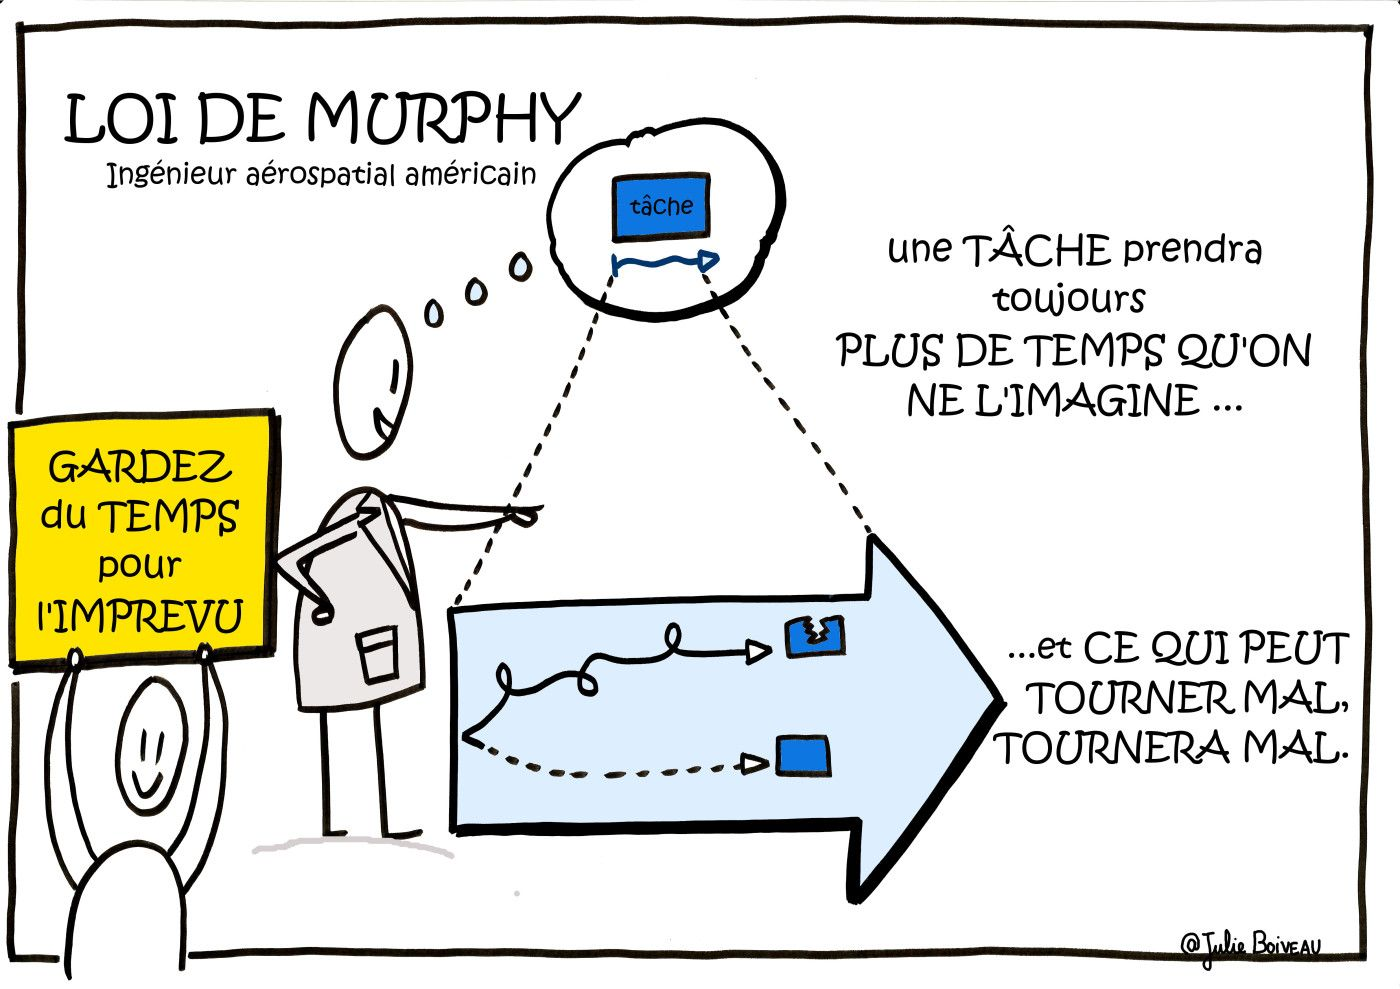 LOI DE MURPHY
Ingénieur aérospatial américain
tâche
une TÂCHE prendra
toujours
PLUS DE TEMPS QU'ON
NE L'IMAGINE ...
GARDEZ
du TEMPS
pour
l'IMPREVU
...et CE QUI PEUT
TOURNER MAL,
TOURNERA MAL.
@Julie BOIVEAU